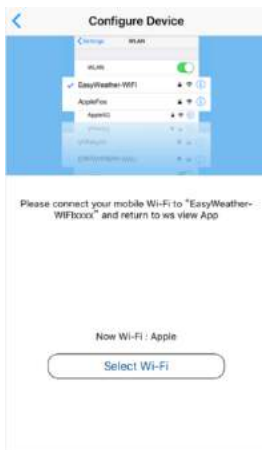 Configure Device
Settings WLAN
WLAN
EasyWeather-WIFI
AppleFox
Please connect your mobile Wi-Fi to "EasyWeather-
WIFIxxxx" and return to ws view App
Now Wi-Fi : Apple
Select Wi-Fi